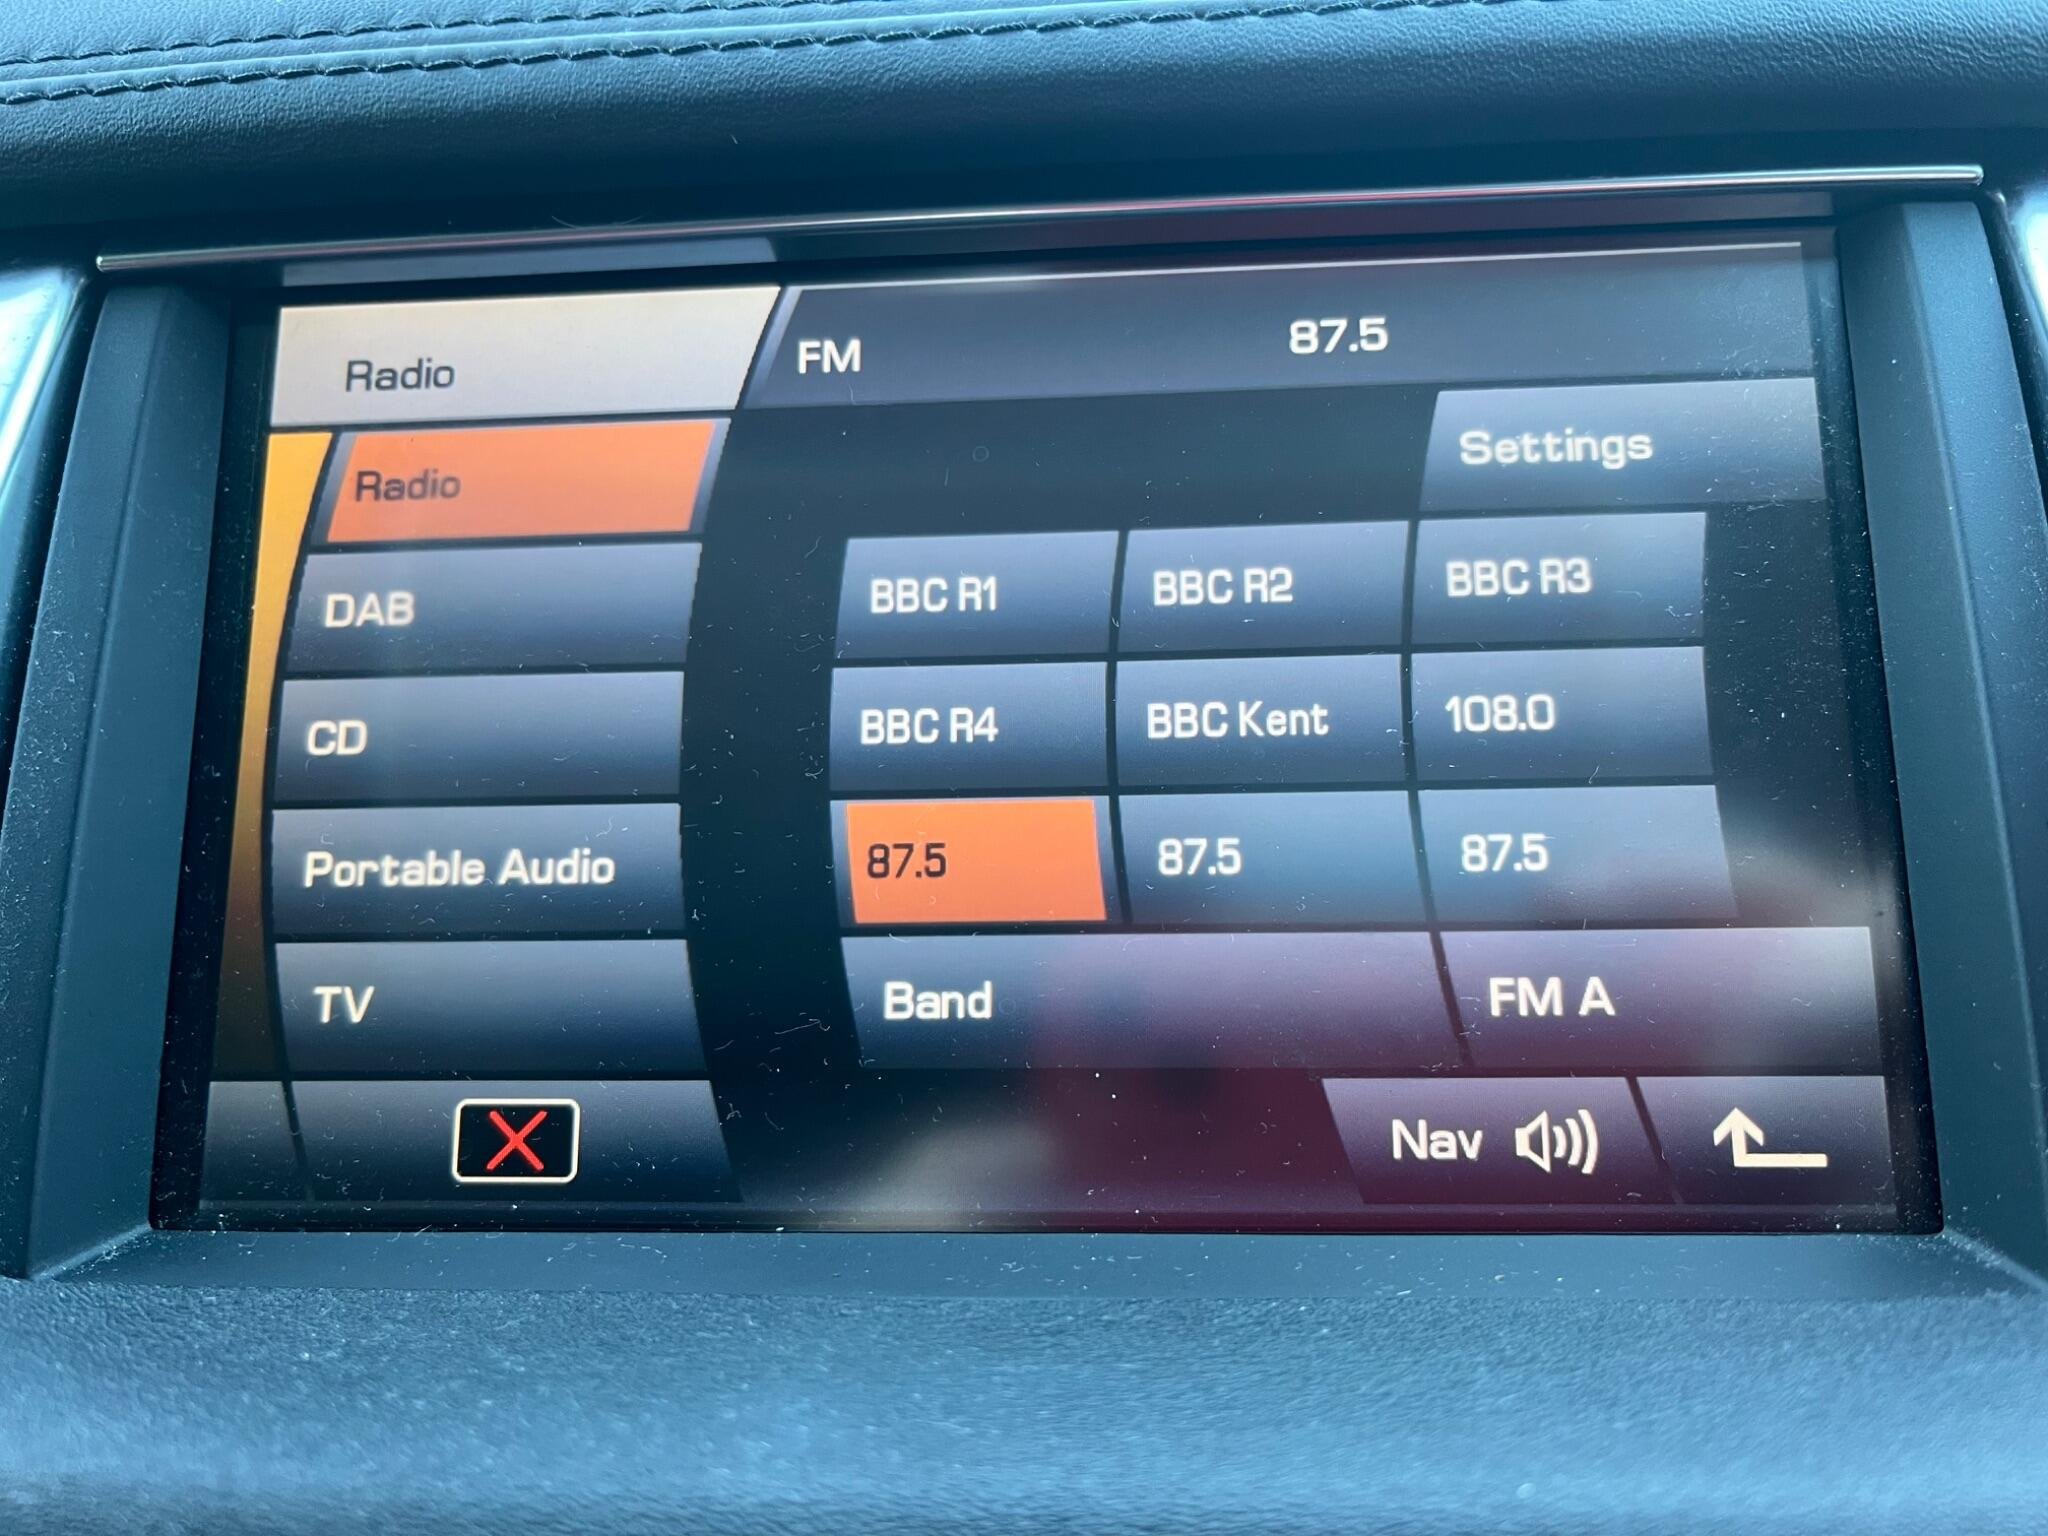 Radio
FM
87.5
Settings
Radio
DAB
CD
Portable Audio
TV
BBC R1
BBC R2
BBC R3
BBC R4
BBC Kent
108.0
87.5
87.5
87.5
Band
FM A
Nav